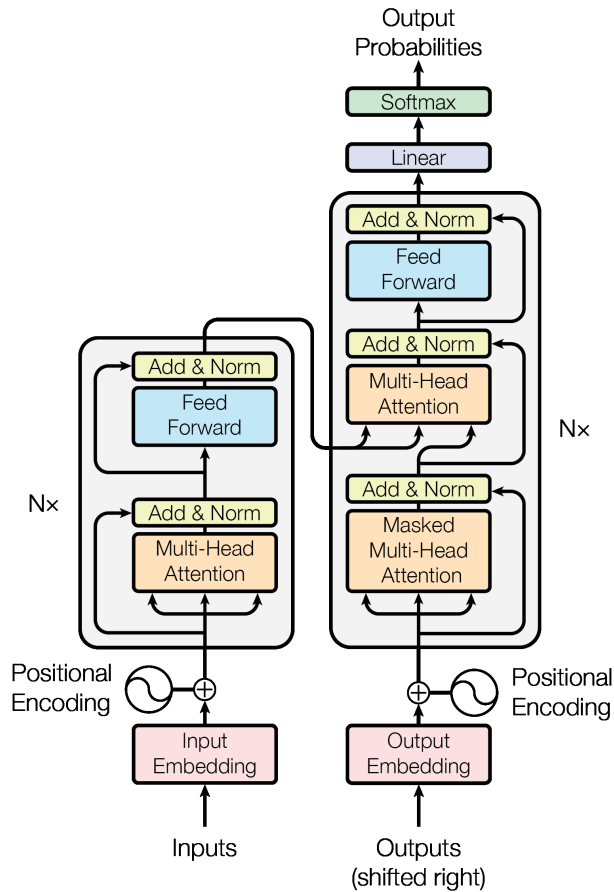 Output
Probabilities
Softmax
Linear
Add & Norm
Feed
Forward
Add & Norm
Multi-Head
Attention
Nx
Add & Norm
Masked
Multi-Head
Attention
Positional
Encoding
Output
Embedding
Outputs
(shifted right)
Add & Norm
Feed
Forward
N×
Add & Norm
Multi-Head
Attention
Positional
Encoding
Input
Embedding
Inputs